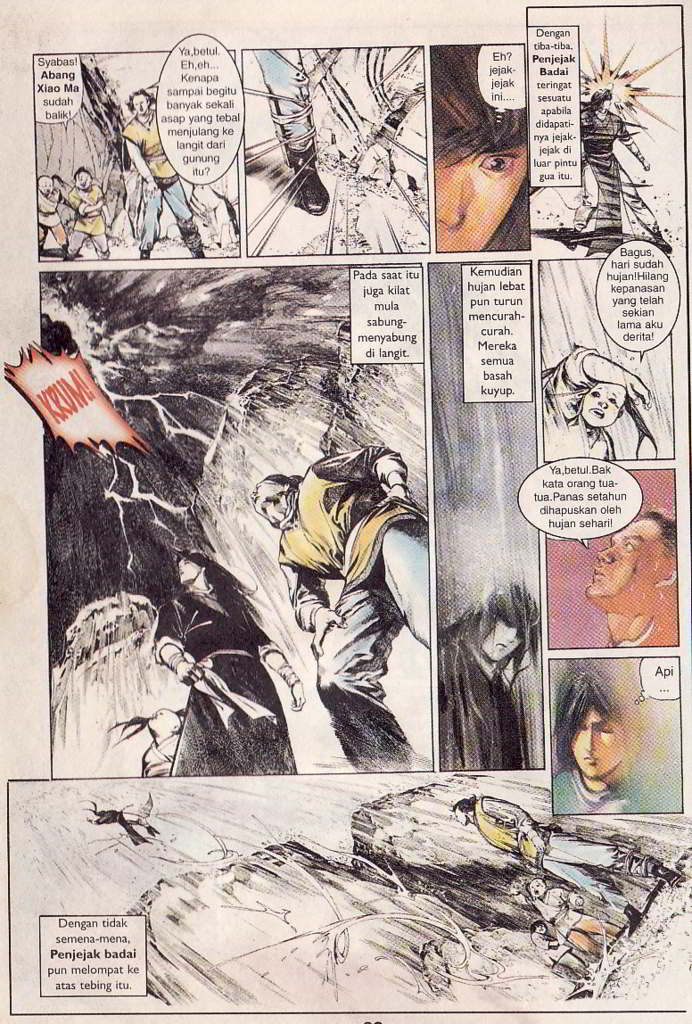 Syabas!
Abang
Xiao Ma
sudah
balik!
Ya,betul.
Eh,eh...
Kenapa
sampai begitu
banyak sekali
asap yang tebal
menjulang ke
langit dari
gunung
itu?
Eh?
jejak-
jejak
ini....
Dengan
tiba-tiba,
Penjejak
Badai
teringat
sesuatu
apabila
didapati-
nya jejak-
jejak di
luar pintu
gua itu.
KRUM!
Pada saat itu
juga kilat
mula
sabung-
menyabung
di langit.
Kemudian
hujan lebat
pun turun
mencurah-
curah.
Mereka
semua
basah
kuyup.
Bagus,
hari sudah
hujan!Hilang
kepanasan
yang telah
sekian
lama aku
derita!
Ya,betul.Bak
kata orang tua-
tua.Panas setahun
dihapuskan oleh
hujan sehari!
Api
...
Dengan tidak
semena-mena,
Penjejak badai
pun melompat ke
atas tebing itu.